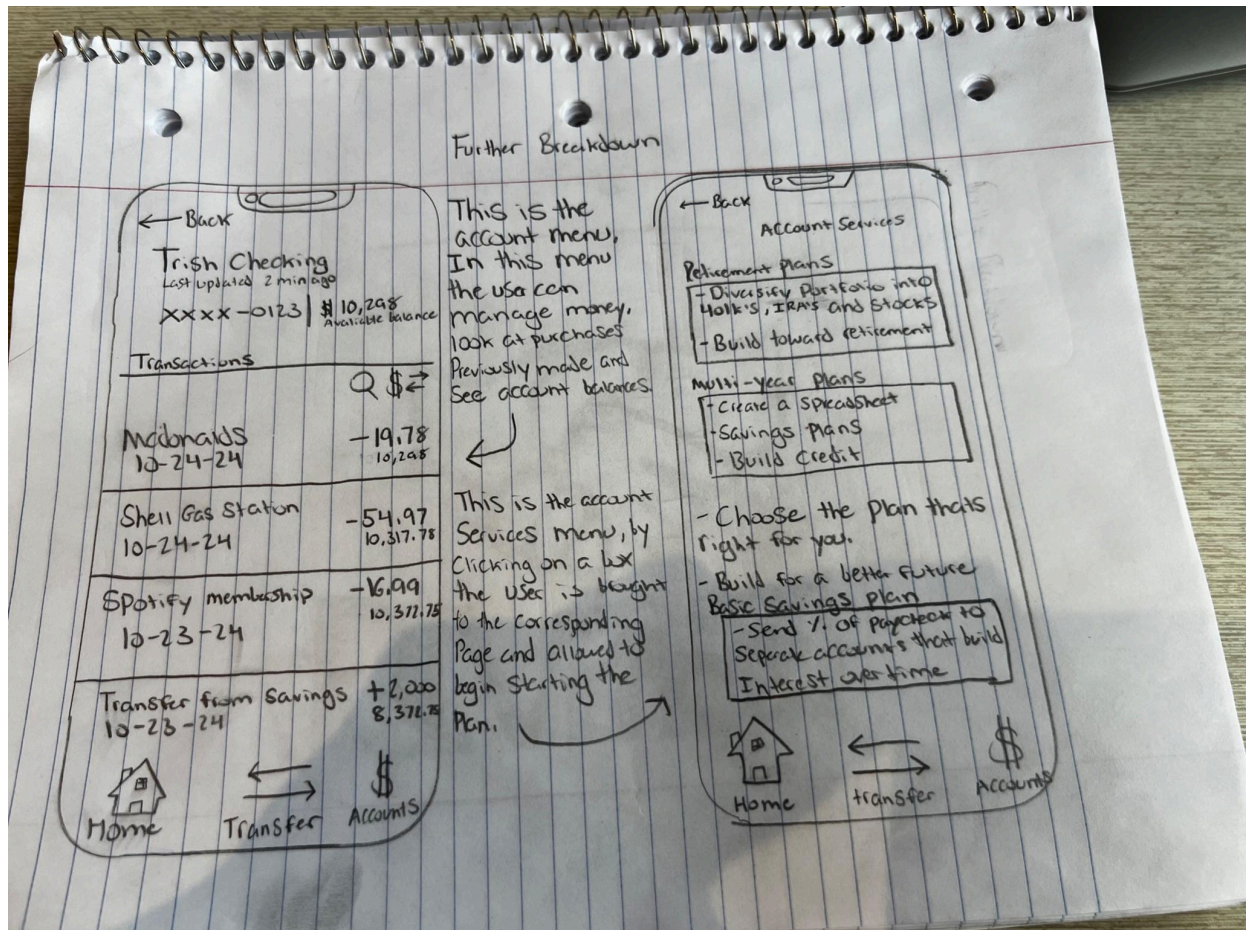 Further Breakdown
← Back
Trish Checking
Last updated 2 min ago
xxxx-0123 | $10,298
Avaliable balance
Transactions
$
Mcdonalds -19.78
10-24-24 10,298
Shell Gas Station -54.97
10-24-24 10,317.78
Spotify membership -16.99
10-23-24 10,372.75
Transfer from Savings +2,000
10-23-24 8,372.75
Home Transfer $ Accounts
This is the
account menu.
In this menu
the user can
manage money,
look at purchases
Previously made and
See account balances.
This is the account
Services menu, by
Clicking on a box
the user is brought
to the corresponding
Page and allowed to
begin starting the
Plan.
← Back
Account Services
Retirement plans
- Diversify Portfolio into
401k's, IRA's and Stocks
- Build toward retirement
Multi-year plans
- Create a Spreadsheet
- Savings Plans
- Build Credit
- Choose the Plan thats
right for you.
- Build for a better future
Basic Savings plan
- Send % of Paycheck to
Seperate accounts that build
Interest over time
Home transfer $ Accounts